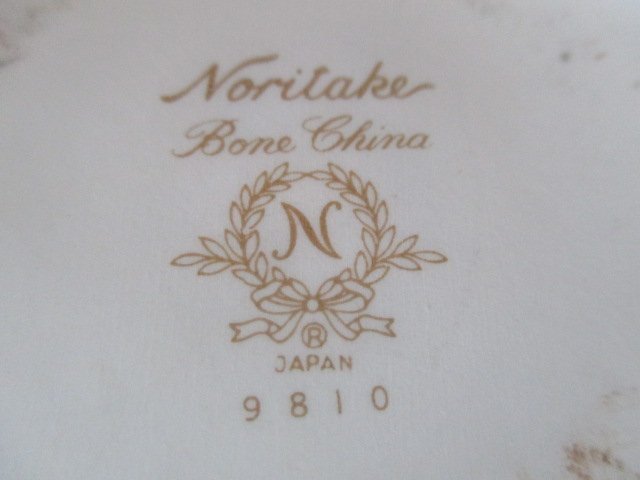 Noritake
Bone China
N
®
JAPAN
9810